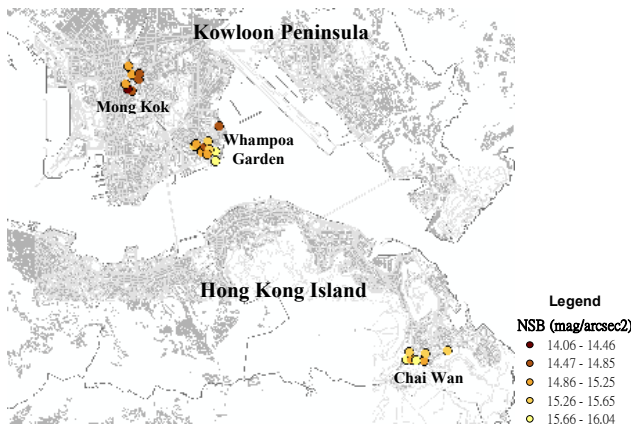 Kowloon Peninsula
Mong Kok
Whampoa
Garden
Hong Kong Island
Chai Wan
Legend
NSB (mag/arcsec2)
14.06 - 14.46
14.47 - 14.85
14.86 - 15.25
15.26 - 15.65
15.66 - 16.04